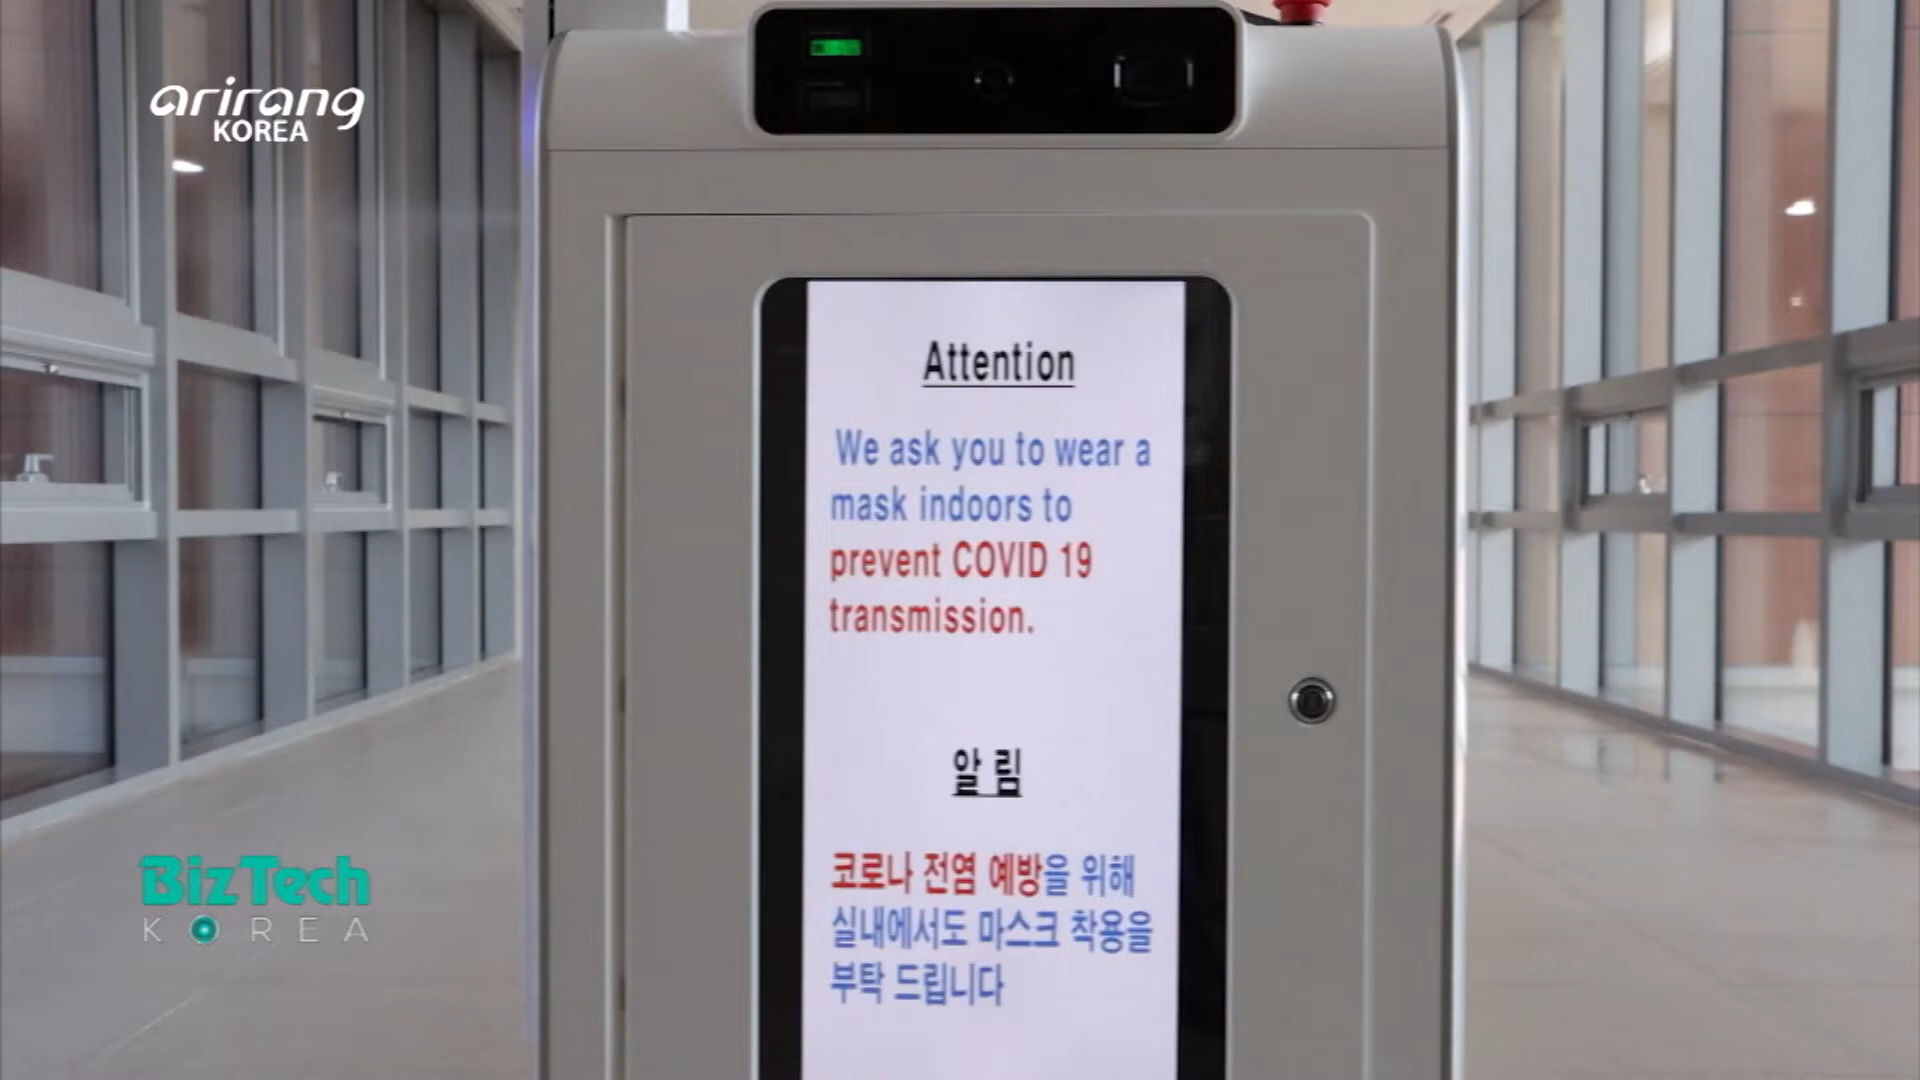 arirang
KOREA
Attention
We ask you to wear a
mask indoors to
prevent COVID 19
transmission.
알 림
코로나 전염 예방을 위해
실내에서도 마스크 착용을
부탁 드립니다
BizTech
KOREA